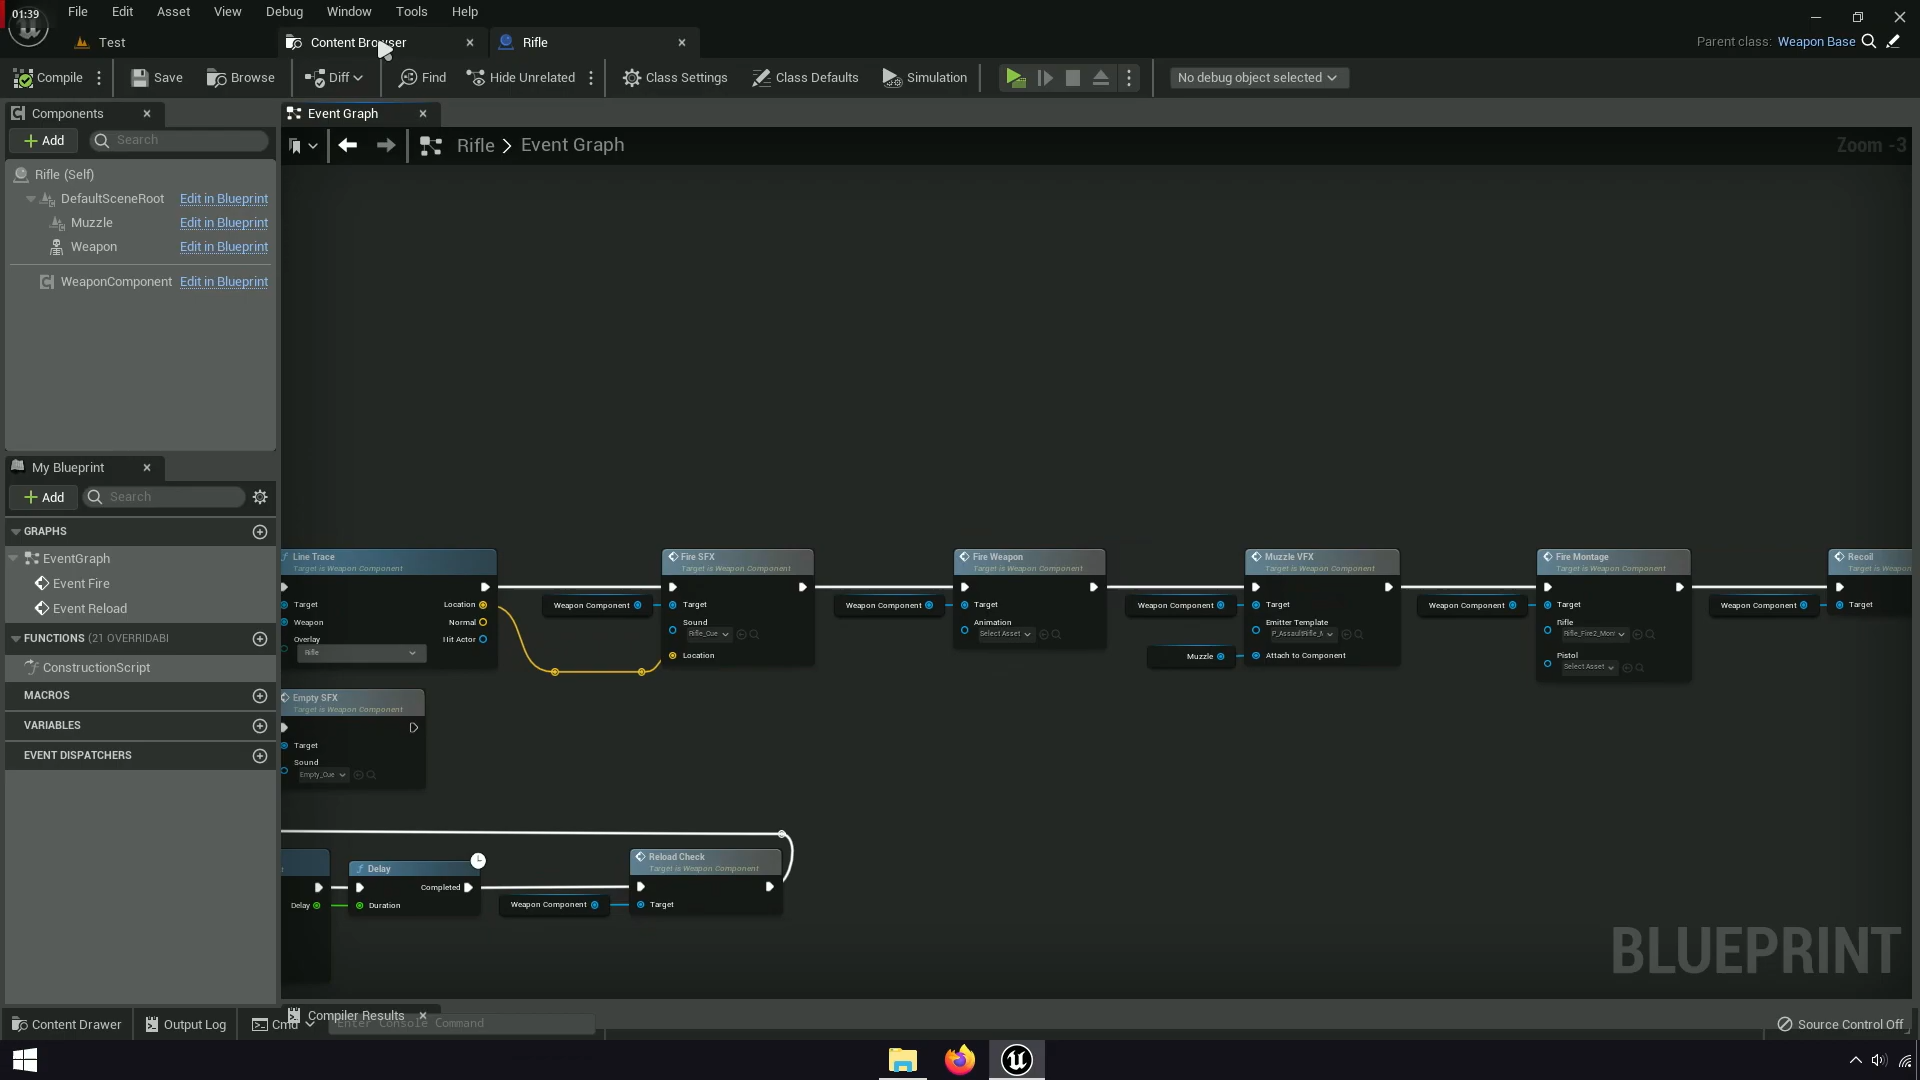 01:39
File Edit Asset View Debug Window Tools Help
Test
Content Browser
Rifle
Parent class: Weapon Base
Compile
Save
Browse
Diff
Find
Hide Unrelated
Class Settings
Class Defaults
Simulation
No debug object selected
Components
Event Graph
Add
Search
Rifle > Event Graph
Zoom -3
Rifle (Self)
DefaultSceneRoot Edit in Blueprint
Muzzle Edit in Blueprint
Weapon Edit in Blueprint
WeaponComponent Edit in Blueprint
My Blueprint
Add
Search
GRAPHS
EventGraph
Event Fire
Event Reload
FUNCTIONS (21 OVERRIDABL
ConstructionScript
MACROS
VARIABLES
EVENT DISPATCHERS
Line Trace
Target is Weapon Component
Target
Location
Weapon
Normal
Overlay
Hit Actor
Rifle
Weapon Component
Fire SFX
Target is Weapon Component
Target
Sound
Rifle_Cue
Location
Weapon Component
Fire Weapon
Target is Weapon Component
Target
Animation
Select Asset
Weapon Component
Muzzle
Muzzle VFX
Target is Weapon Component
Target
Emitter Template
P_AssaultRifle_
Attach to Component
Weapon Component
Fire Montage
Target is Weapon Component
Target
Rifle
Rifle_Fire2_Mon
Pistol
Select Asset
Weapon Component
Recoil
Target is Weapon
Target
Empty SFX
Target is Weapon Component
Target
Sound
Empty_Cue
Delay
Delay
Completed
Duration
Weapon Component
Reload Check
Target is Weapon Component
Target
BLUEPRINT
Compiler Results
Content Drawer
Output Log
Cmd
Enter Console Command
Source Control Off